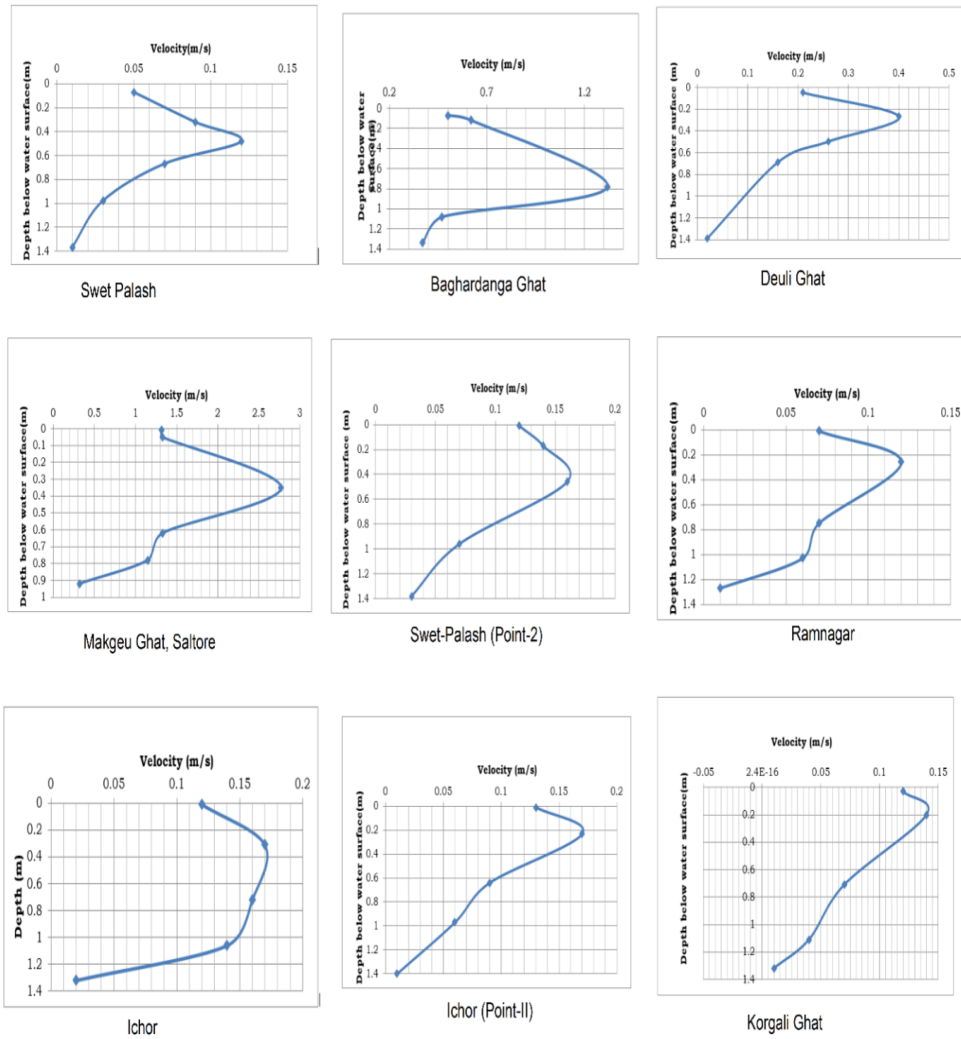 Velocity(m/s)
0 0.05 0.1 0.15
Depth below water surface(m)
0
0.2
0.4
0.6
0.8
1
1.2
1.4
Swet Palash
Velocity (m/s)
0.2 0.7 1.2
Depth below water
surface(m)
0
0.2
0.4
0.6
0.8
1
1.2
1.4
Baghardanga Ghat
Velocity (m/s)
0 0.1 0.2 0.3 0.4 0.5
Depth below water surface (m)
0
0.2
0.4
0.6
0.8
1
1.2
1.4
Deuli Ghat
Velocity (m/s)
0 0.5 1 1.5 2 2.5 3
Depth below water surface(m)
0
0.1
0.2
0.3
0.4
0.5
0.6
0.7
0.8
0.9
1
Makgeu Ghat, Saltore
Velocity (m/s)
0 0.05 0.1 0.15 0.2
Depth below water surface (m)
0
0.2
0.4
0.6
0.8
1
1.2
1.4
Swet-Palash (Point-2)
Velocity (m/s)
0 0.05 0.1 0.15
Depth below water surface(m)
0
0.2
0.4
0.6
0.8
1
1.2
1.4
Ramnagar
Velocity (m/s)
0 0.05 0.1 0.15 0.2
Depth (m)
0
0.2
0.4
0.6
0.8
1
1.2
1.4
Ichor
Velocity (m/s)
0 0.05 0.1 0.15 0.2
Depth below water surface(m)
0
0.2
0.4
0.6
0.8
1
1.2
1.4
Ichor (Point-II)
Velocity (m/s)
-0.05 2.4E-16 0.05 0.1 0.15
Depth below water surface (m)
0
0.2
0.4
0.6
0.8
1
1.2
1.4
Korgali Ghat